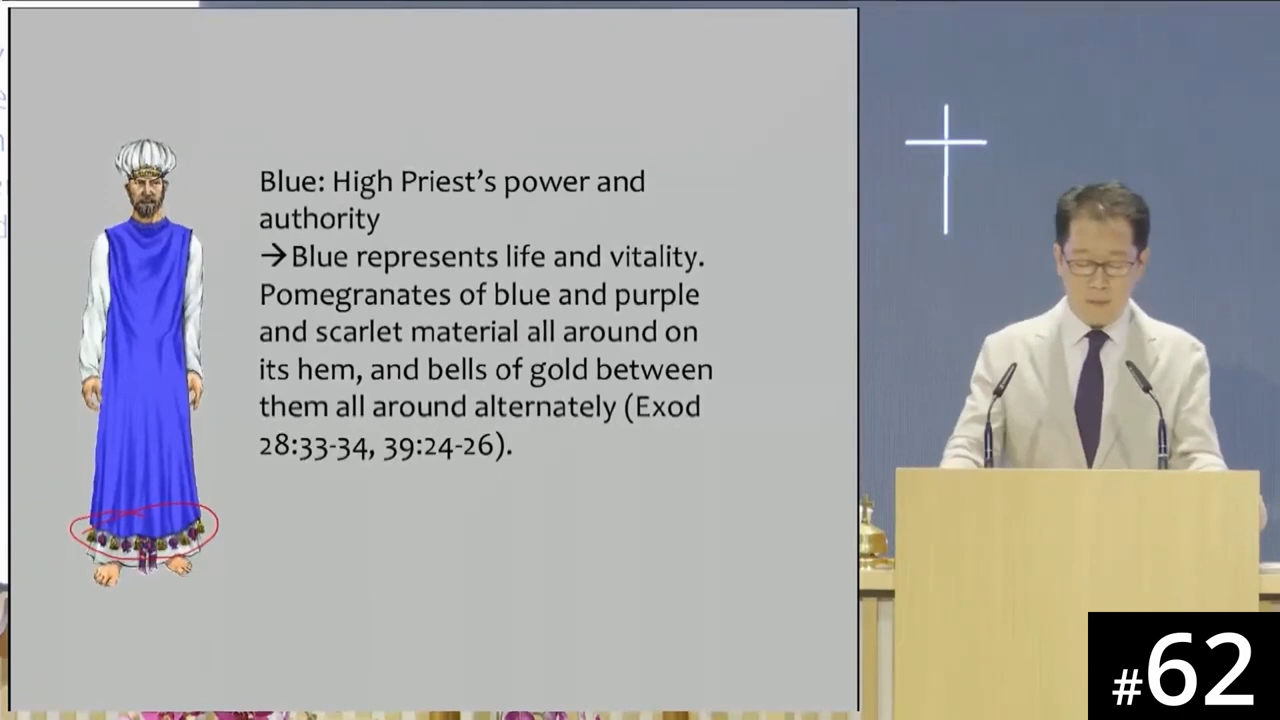 Blue: High Priest’s power and
authority
→Blue represents life and vitality.
Pomegranates of blue and purple
and scarlet material all around on
its hem, and bells of gold between
them all around alternately (Exod
28:33-34, 39:24-26).
#62